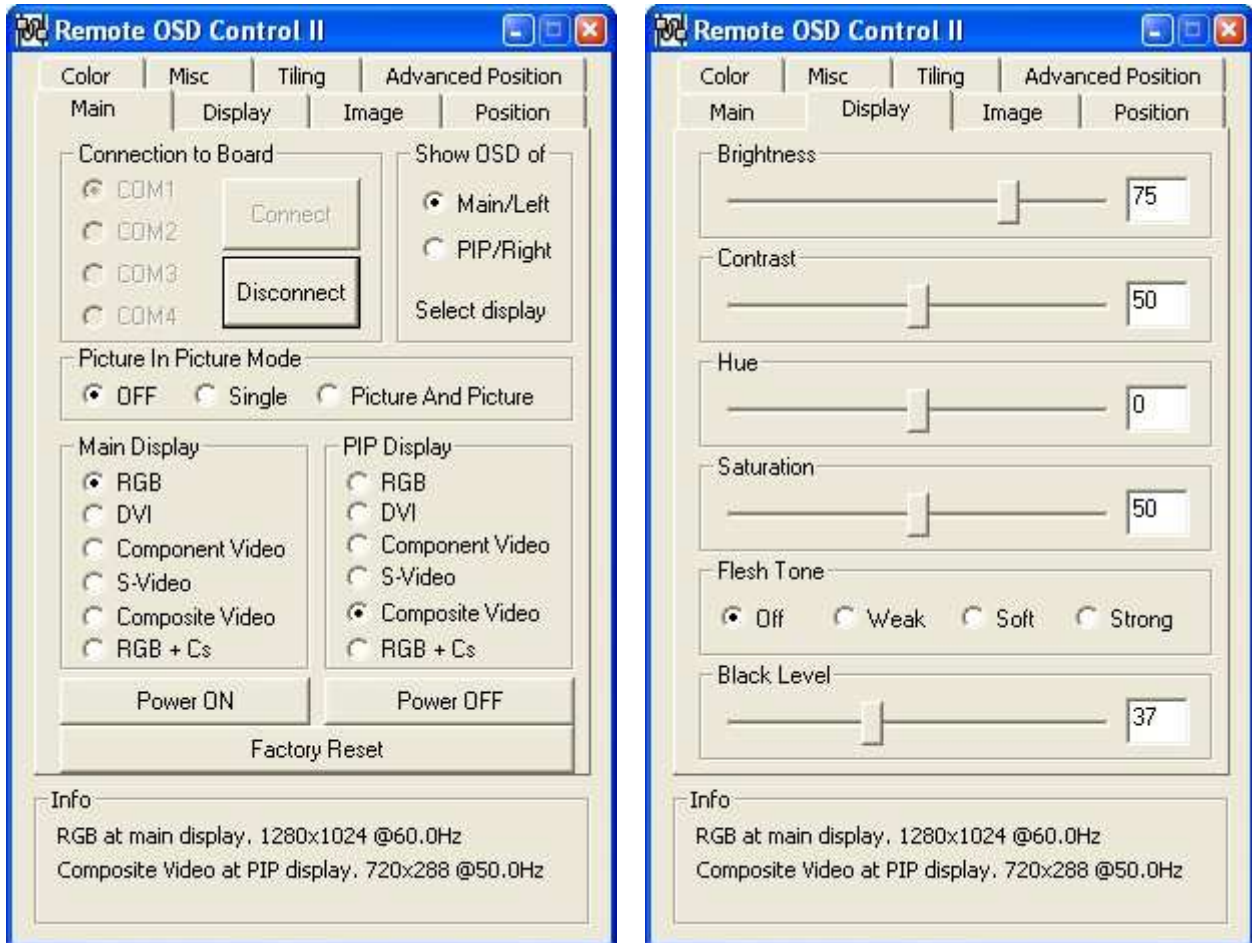 Remote OSD Control II
Color Misc Tiling Advanced Position
Main Display Image Position
Connection to Board
COM1
COM2
COM3
COM4
Connect
Disconnect
Show OSD of
Main/Left
PIP/Right
Select display
Picture In Picture Mode
OFF Single Picture And Picture
Main Display
RGB
DVI
Component Video
S-Video
Composite Video
RGB + Cs
PIP Display
RGB
DVI
Component Video
S-Video
Composite Video
RGB + Cs
Power ON Power OFF
Factory Reset
Info
RGB at main display. 1280x1024 @60.0Hz
Composite Video at PIP display. 720x288 @50.0Hz
Remote OSD Control II
Color Misc Tiling Advanced Position
Main Display Image Position
Brightness
75
Contrast
50
Hue
0
Saturation
50
Flesh Tone
Off Weak Soft Strong
Black Level
37
Info
RGB at main display. 1280x1024 @60.0Hz
Composite Video at PIP display. 720x288 @50.0Hz